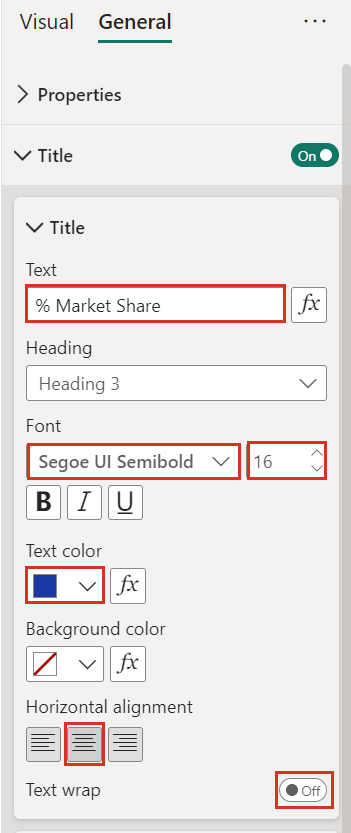 Visual General ...
Properties
Title On
Title
Text
% Market Share fx
Heading
Heading 3
Font
Segoe UI Semibold 16
B I U
Text color
fx
Background color
fx
Horizontal alignment
Text wrap Off